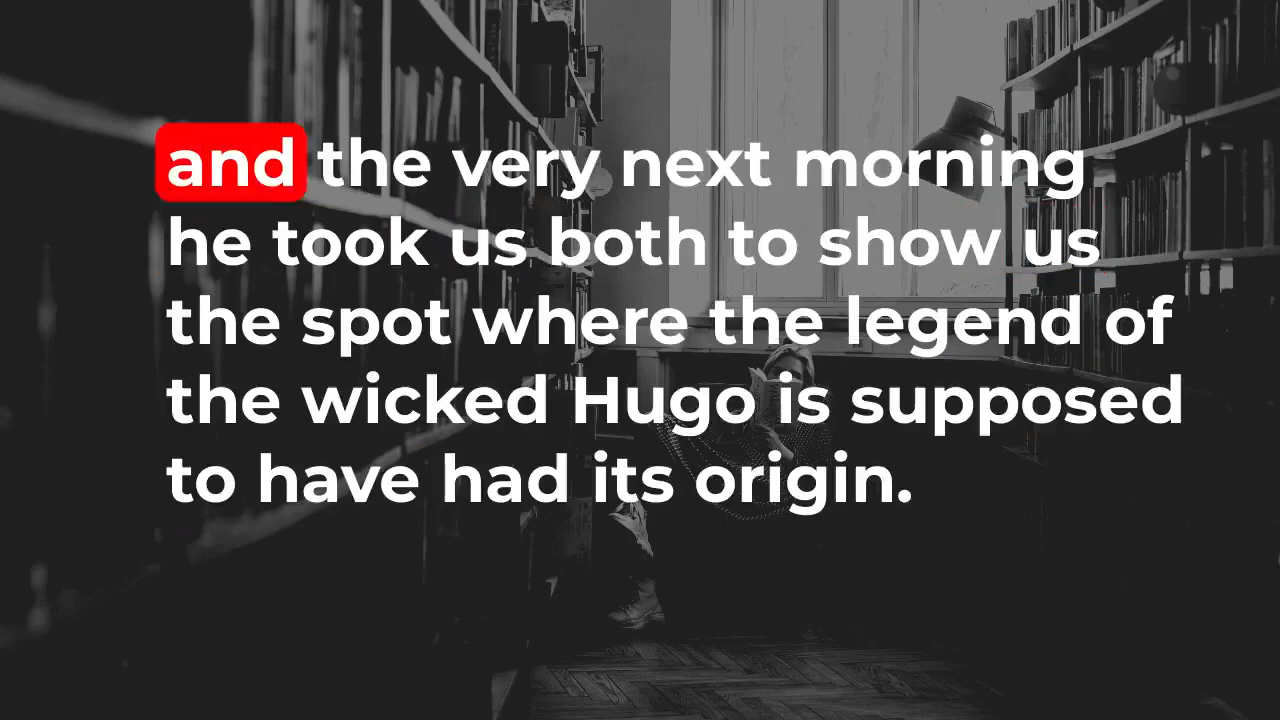 and the very next morning
he took us both to show us
the spot where the legend of
the wicked Hugo is supposed
to have had its origin.